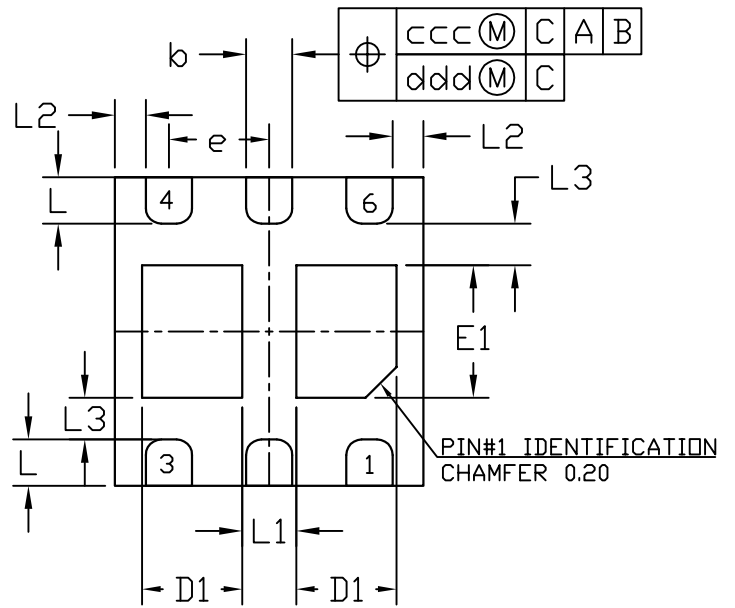 b
ccc Ⓜ C A B
ddd Ⓜ C
L2
e
L2
L
4
6
L3
E1
L3
L
3
1
PIN#1 IDENTIFICATION
CHAMFER 0.20
L1
D1
D1